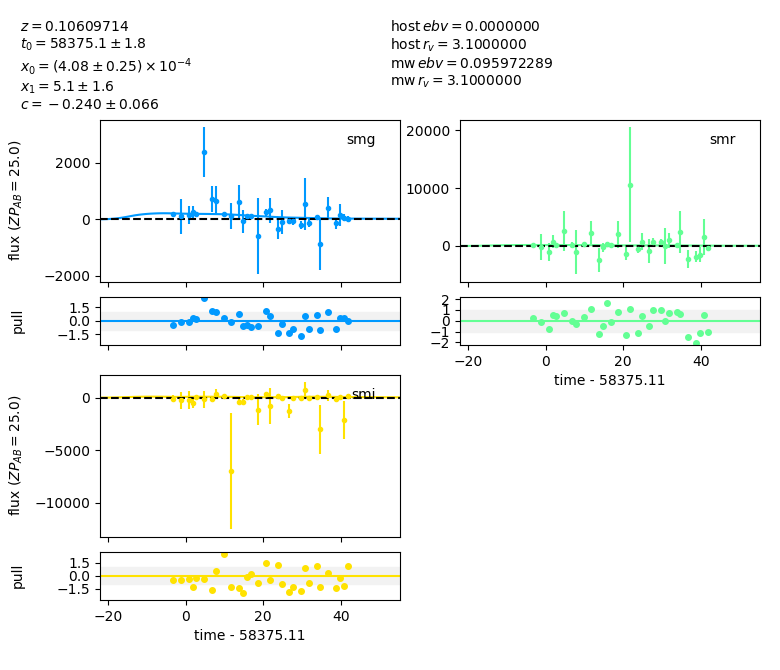 z = 0.10609714
t₀ = 58375.1 ± 1.8
x₀ = (4.08 ± 0.25) × 10⁻⁴
x₁ = 5.1 ± 1.6
c = −0.240 ± 0.066
host ebv = 0.0000000
host r_v = 3.1000000
mw ebv = 0.095972289
mw r_v = 3.1000000
flux (ZP_AB = 25.0)
2000
0
−2000
smg
20000
10000
0
smr
pull
1.5
0.0
−1.5
2
1
0
−1
−2
−20
0
20
40
time - 58375.11
flux (ZP_AB = 25.0)
0
−5000
−10000
smi
pull
1.5
0.0
−1.5
−20
0
20
40
time - 58375.11